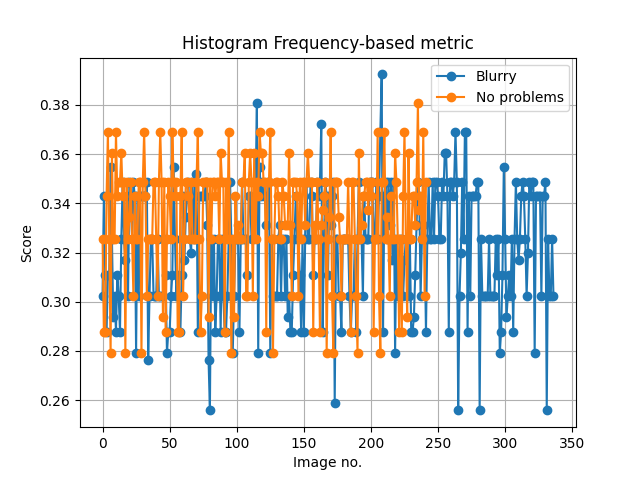 Histogram Frequency-based metric
Blurry
No problems
0.38
0.36
0.34
0.32
0.30
0.28
0.26
Score
0 50 100 150 200 250 300 350
Image no.